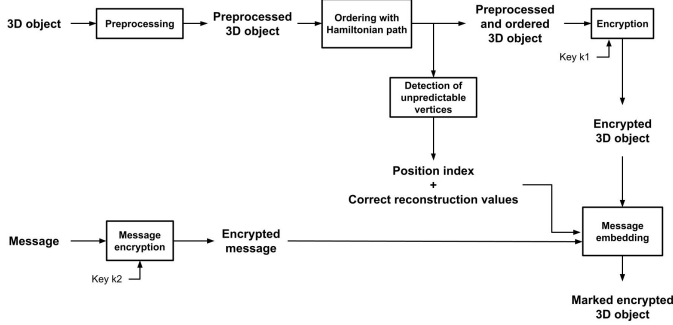 3D object
Preprocessing
Preprocessed
3D object
Ordering with
Hamiltonian path
Preprocessed
and ordered
3D object
Encryption
Key k1
Detection of
unpredictable
vertices
Encrypted
3D object
Position index
+
Correct reconstruction values
Message
Message
encryption
Key k2
Encrypted
message
Message
embedding
Marked encrypted
3D object